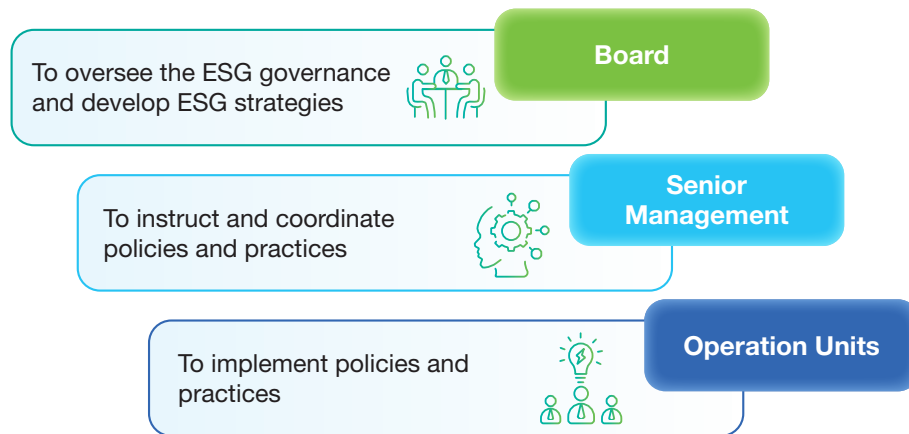 To oversee the ESG governance
and develop ESG strategies
Board
To instruct and coordinate
policies and practices
Senior
Management
To implement policies and
practices
Operation Units